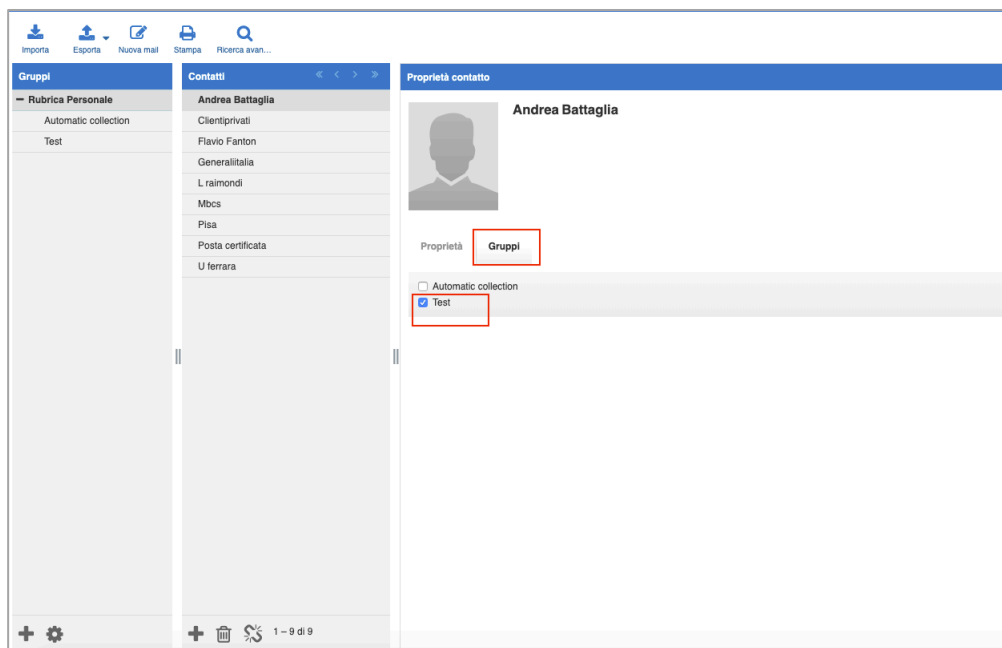 Importa Esporta Nuova mail Stampa Ricerca avan...
Gruppi
Rubrica Personale
Automatic collection
Test
Contatti
Andrea Battaglia
Clientiprivati
Flavio Fanton
Generaliitalia
L raimondi
Mbcs
Pisa
Posta certificata
U ferrara
1 – 9 di 9
Proprietà contatto
Andrea Battaglia
Proprietà Gruppi
Automatic collection
Test